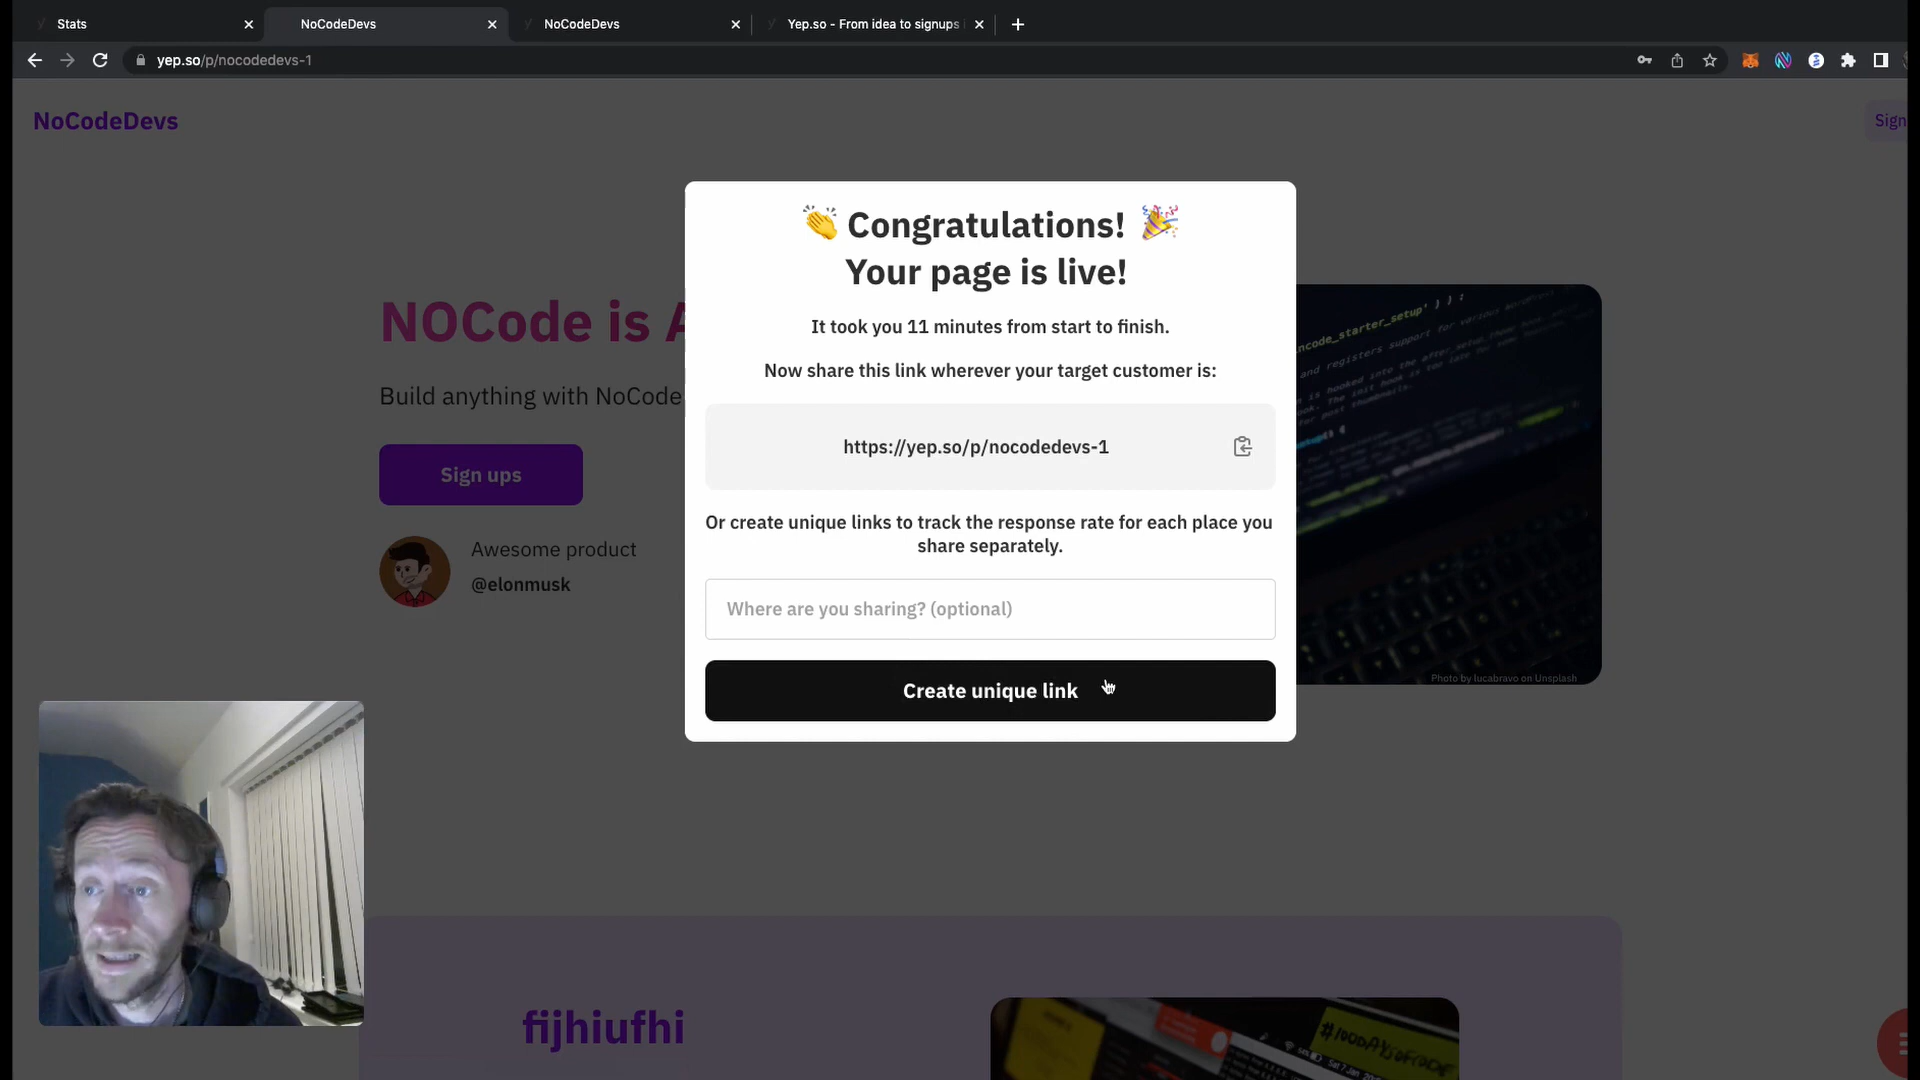 Stats
NoCodeDevs
NoCodeDevs
Yep.so - From idea to signups
yep.so/p/nocodedevs-1
NoCodeDevs
Sign
👏 Congratulations! 🎉
Your page is live!
It took you 11 minutes from start to finish.
Now share this link wherever your target customer is:
https://yep.so/p/nocodedevs-1
Or create unique links to track the response rate for each place you
share separately.
Where are you sharing? (optional)
Create unique link
NOCode is A
Build anything with NoCode
Sign ups
Awesome product
@elonmusk
Photo by lucabravo on Unsplash
fijhiufhi
#100DAYSOFCODE